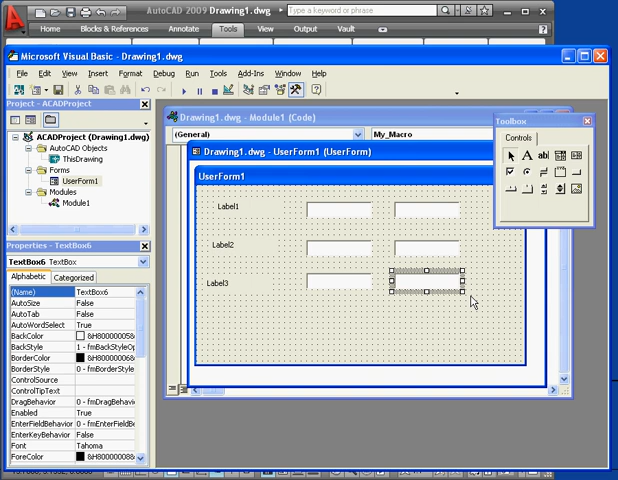 AutoCAD 2009 Drawing1.dwg
Type a keyword or phrase
Home Blocks & References Annotate Tools Output Vault
Microsoft Visual Basic - Drawing1.dwg
File Edit View Insert Format Debug Run Tools Add-Ins Window Help
Project - ACADProject
ACADProject (Drawing1.dwg)
AutoCAD Objects
ThisDrawing
Forms
UserForm1
Modules
Module1
Drawing1.dwg - Module1 (Code)
(General) My_Macro
Drawing1.dwg - UserForm1 (UserForm)
UserForm1
Label1
Label2
Label3
Toolbox
Controls
A ab|
Properties - TextBox6
TextBox6 TextBox
Alphabetic Categorized
(Name) TextBox6
AutoSize False
AutoTab False
AutoWordSelect True
BackColor &H80000005&
BackStyle 1 - fmBackStyleOp
BorderColor &H80000006&
BorderStyle 0 - fmBorderStyle
ControlSource
ControlTipText
DragBehavior 0 - fmDragBehavi
Enabled True
EnterFieldBehavior 0 - fmEnterFieldBe
EnterKeyBehavior False
Font Tahoma
ForeColor &H80000008&